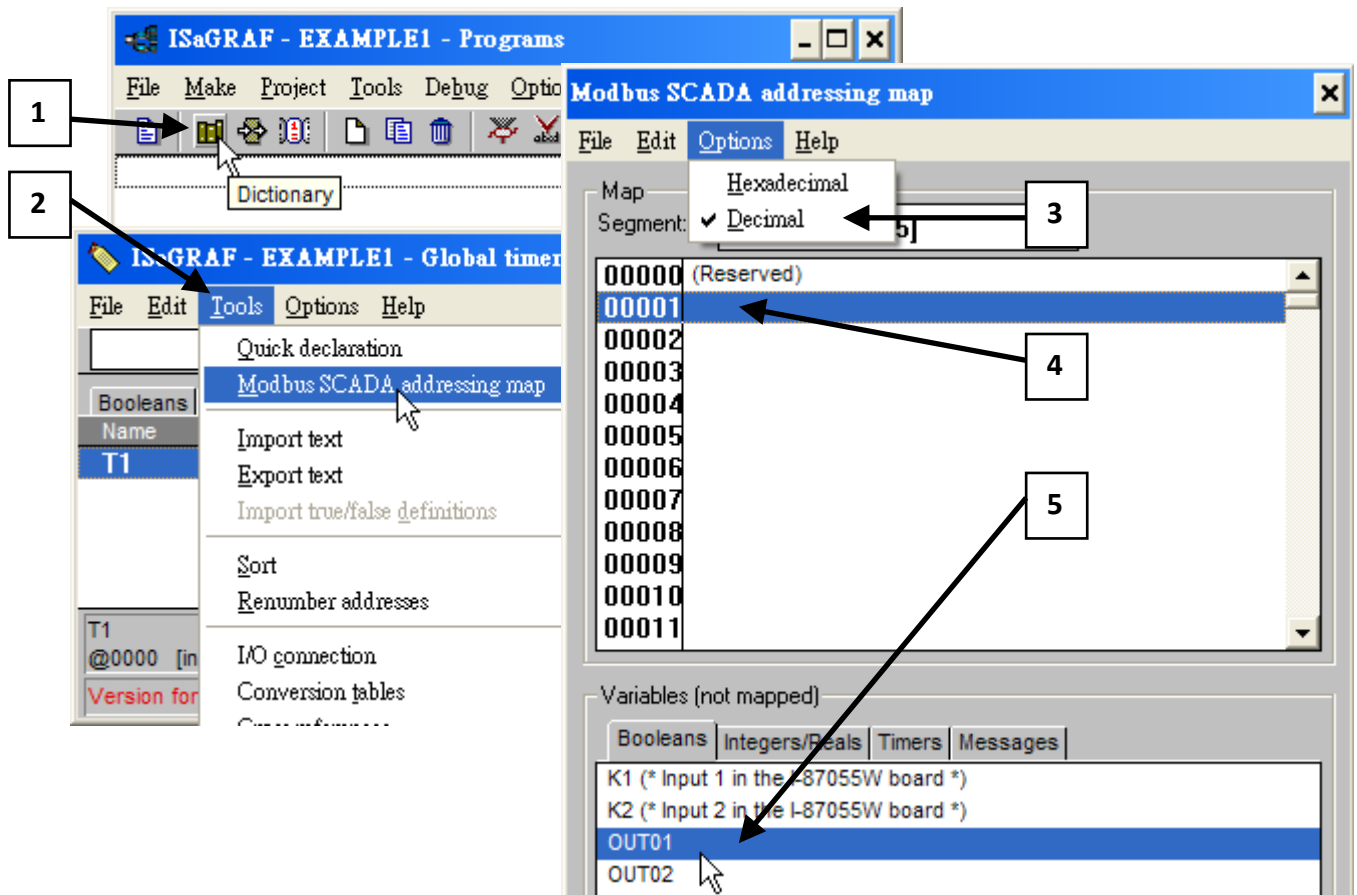 ISaGRAF - EXAMPLE1 - Programs
File Make Project Tools Debug Optio
1
Dictionary
2
ISaGRAF - EXAMPLE1 - Global timer
File Edit Tools Options Help
Quick declaration
Modbus SCADA addressing map
Import text
Export text
Import true/false definitions
Sort
Renumber addresses
I/O connection
Conversion tables
Booleans
Name
T1
T1
@0000 [in
Version for
Modbus SCADA addressing map
File Edit Options Help
Hexadecimal
Decimal
3
Map
Segment: 5]
00000 (Reserved)
00001
00002
00003
00004
00005
00006
00007
00008
00009
00010
00011
4
5
Variables (not mapped)
Booleans Integers/Reals Timers Messages
K1 (* Input 1 in the I-87055W board *)
K2 (* Input 2 in the I-87055W board *)
OUT01
OUT02